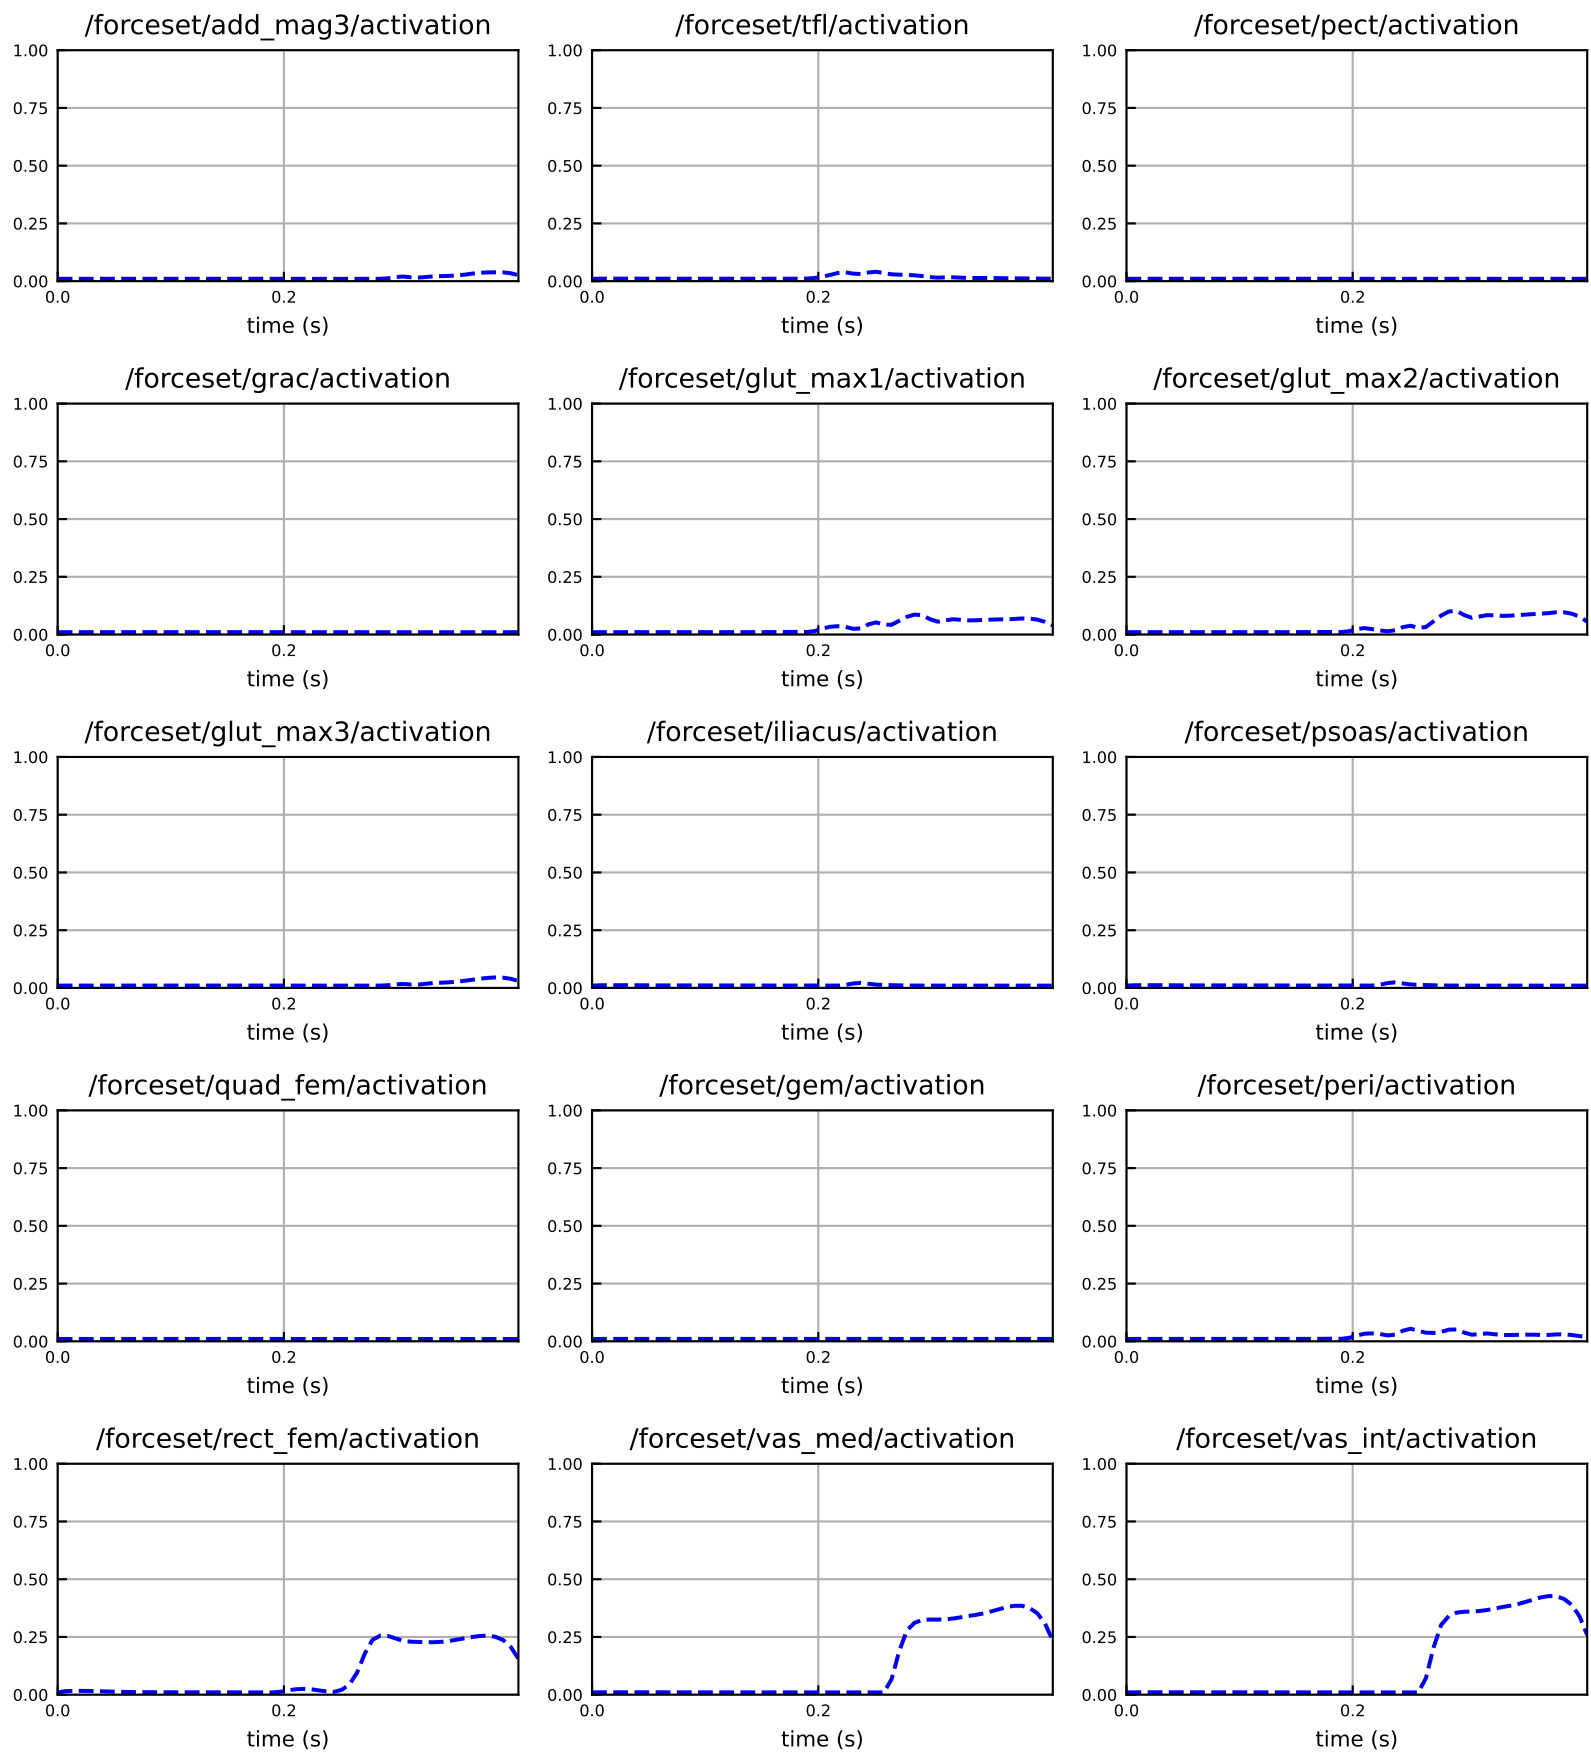 /forceset/add_mag3/activation /forceset/tfl/activation /forceset/pect/activation
1.00 1.00 1.00
0.75 0.75 0.75
0.50 0.50 0.50
0.25 0.25 0.25
0.00 0.00 0.00
0.0 0.2 0.0 0.2 0.0 0.2
time (s) time (s) time (s)
/forceset/grac/activation /forceset/glut_max1/activation /forceset/glut_max2/activation
1.00 1.00 1.00
0.75 0.75 0.75
0.50 0.50 0.50
0.25 0.25 0.25
0.00 0.00 0.00
0.0 0.2 0.0 0.2 0.0 0.2
time (s) time (s) time (s)
/forceset/glut_max3/activation /forceset/iliacus/activation /forceset/psoas/activation
1.00 1.00 1.00
0.75 0.75 0.75
0.50 0.50 0.50
0.25 0.25 0.25
0.00 0.00 0.00
0.0 0.2 0.0 0.2 0.0 0.2
time (s) time (s) time (s)
/forceset/quad_fem/activation /forceset/gem/activation /forceset/peri/activation
1.00 1.00 1.00
0.75 0.75 0.75
0.50 0.50 0.50
0.25 0.25 0.25
0.00 0.00 0.00
0.0 0.2 0.0 0.2 0.0 0.2
time (s) time (s) time (s)
/forceset/rect_fem/activation /forceset/vas_med/activation /forceset/vas_int/activation
1.00 1.00 1.00
0.75 0.75 0.75
0.50 0.50 0.50
0.25 0.25 0.25
0.00 0.00 0.00
0.0 0.2 0.0 0.2 0.0 0.2
time (s) time (s) time (s)